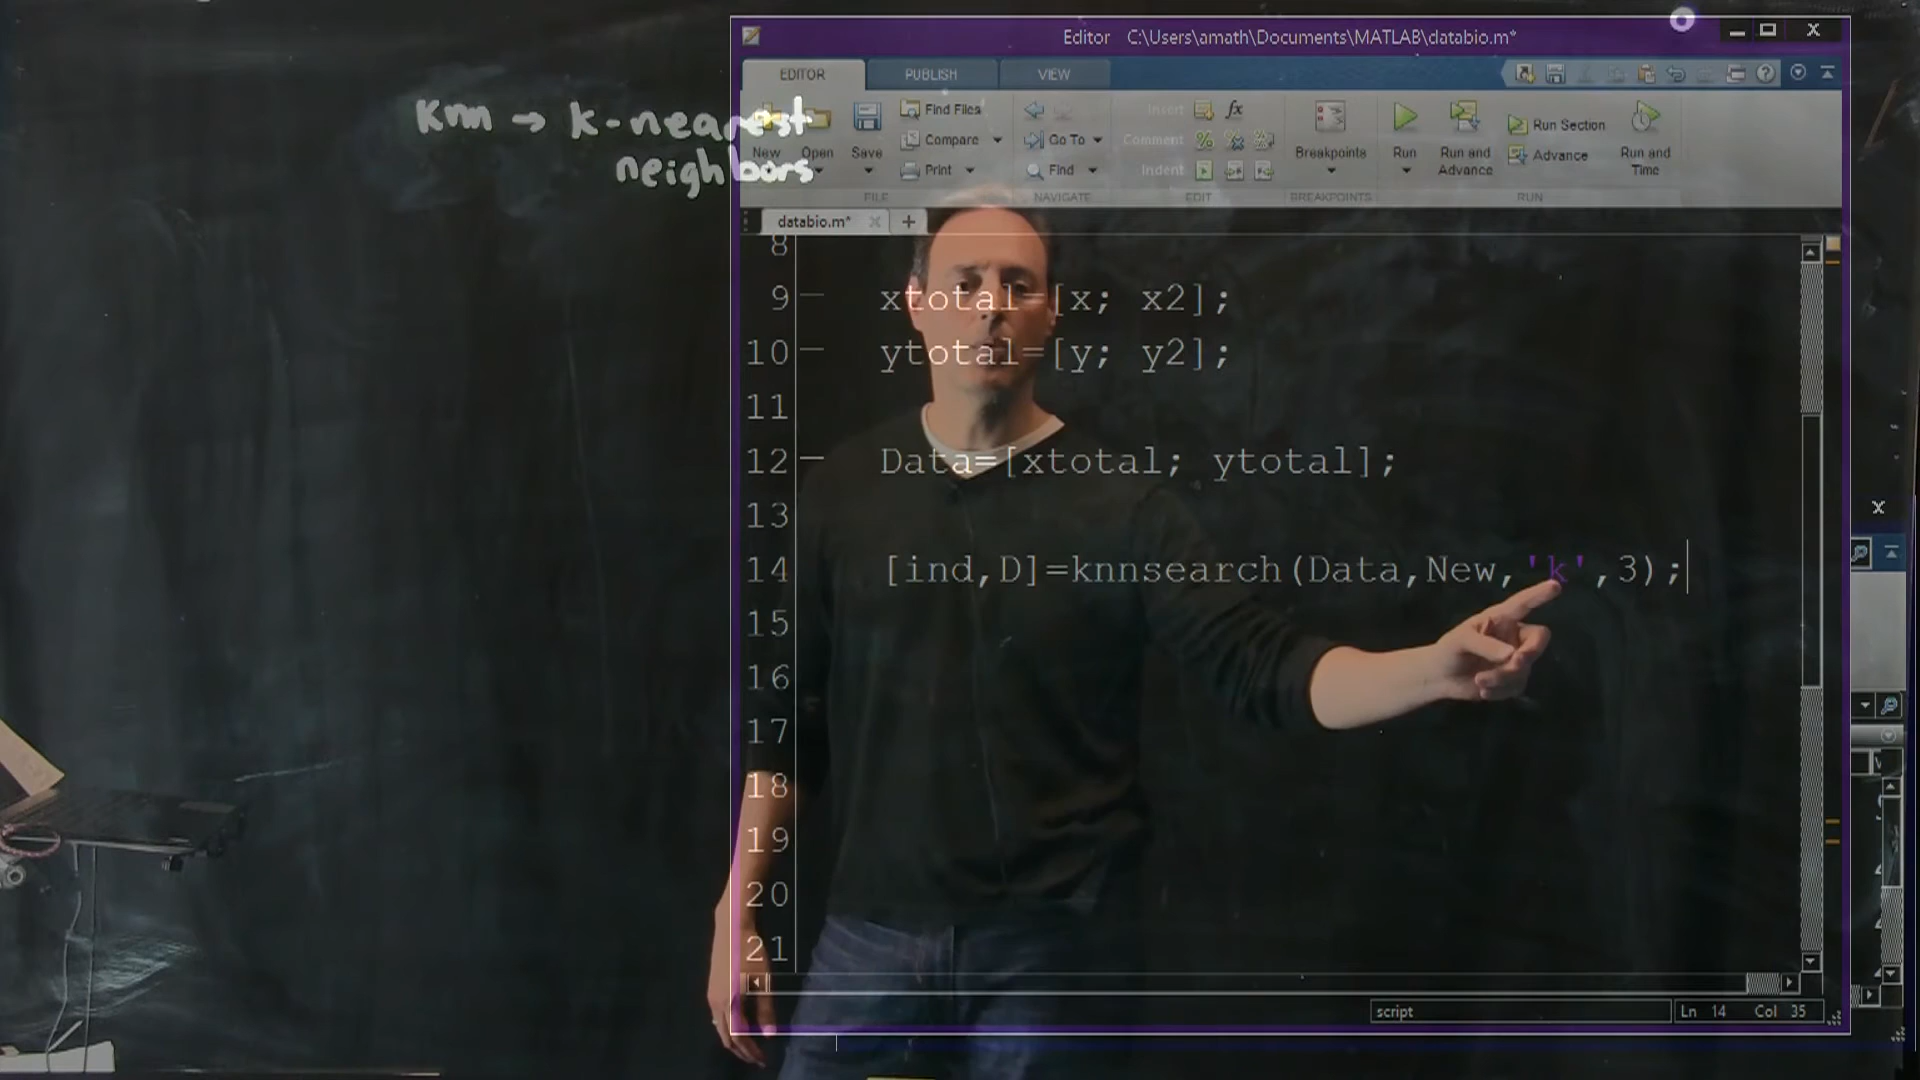 Knn → k-nearest
neighbors
Editor C:\Users\amath\Documents\MATLAB\databio.m*
EDITOR PUBLISH VIEW
New Open Save
Find Files
Compare
Print
FILE
Go To
Find
NAVIGATE
Insert fx
Comment
Indent
EDIT
Breakpoints
BREAKPOINTS
Run
Run and Advance
Run Section
Advance
Run and Time
RUN
databio.m*
8
9 xtotal=[x; x2];
10 ytotal=[y; y2];
11
12 Data=[xtotal; ytotal];
13
14 [ind,D]=knnsearch(Data,New,'k',3);
15
16
17
18
19
20
21
script Ln 14 Col 35